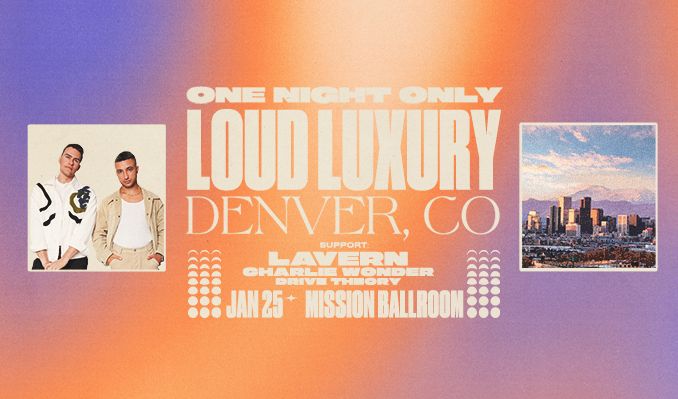 ONE NIGHT ONLY
LOUD LUXURY
DENVER, CO
SUPPORT:
LAVERN
CHARLIE WONDER
DRIVE THEORY
JAN 25 MISSION BALLROOM